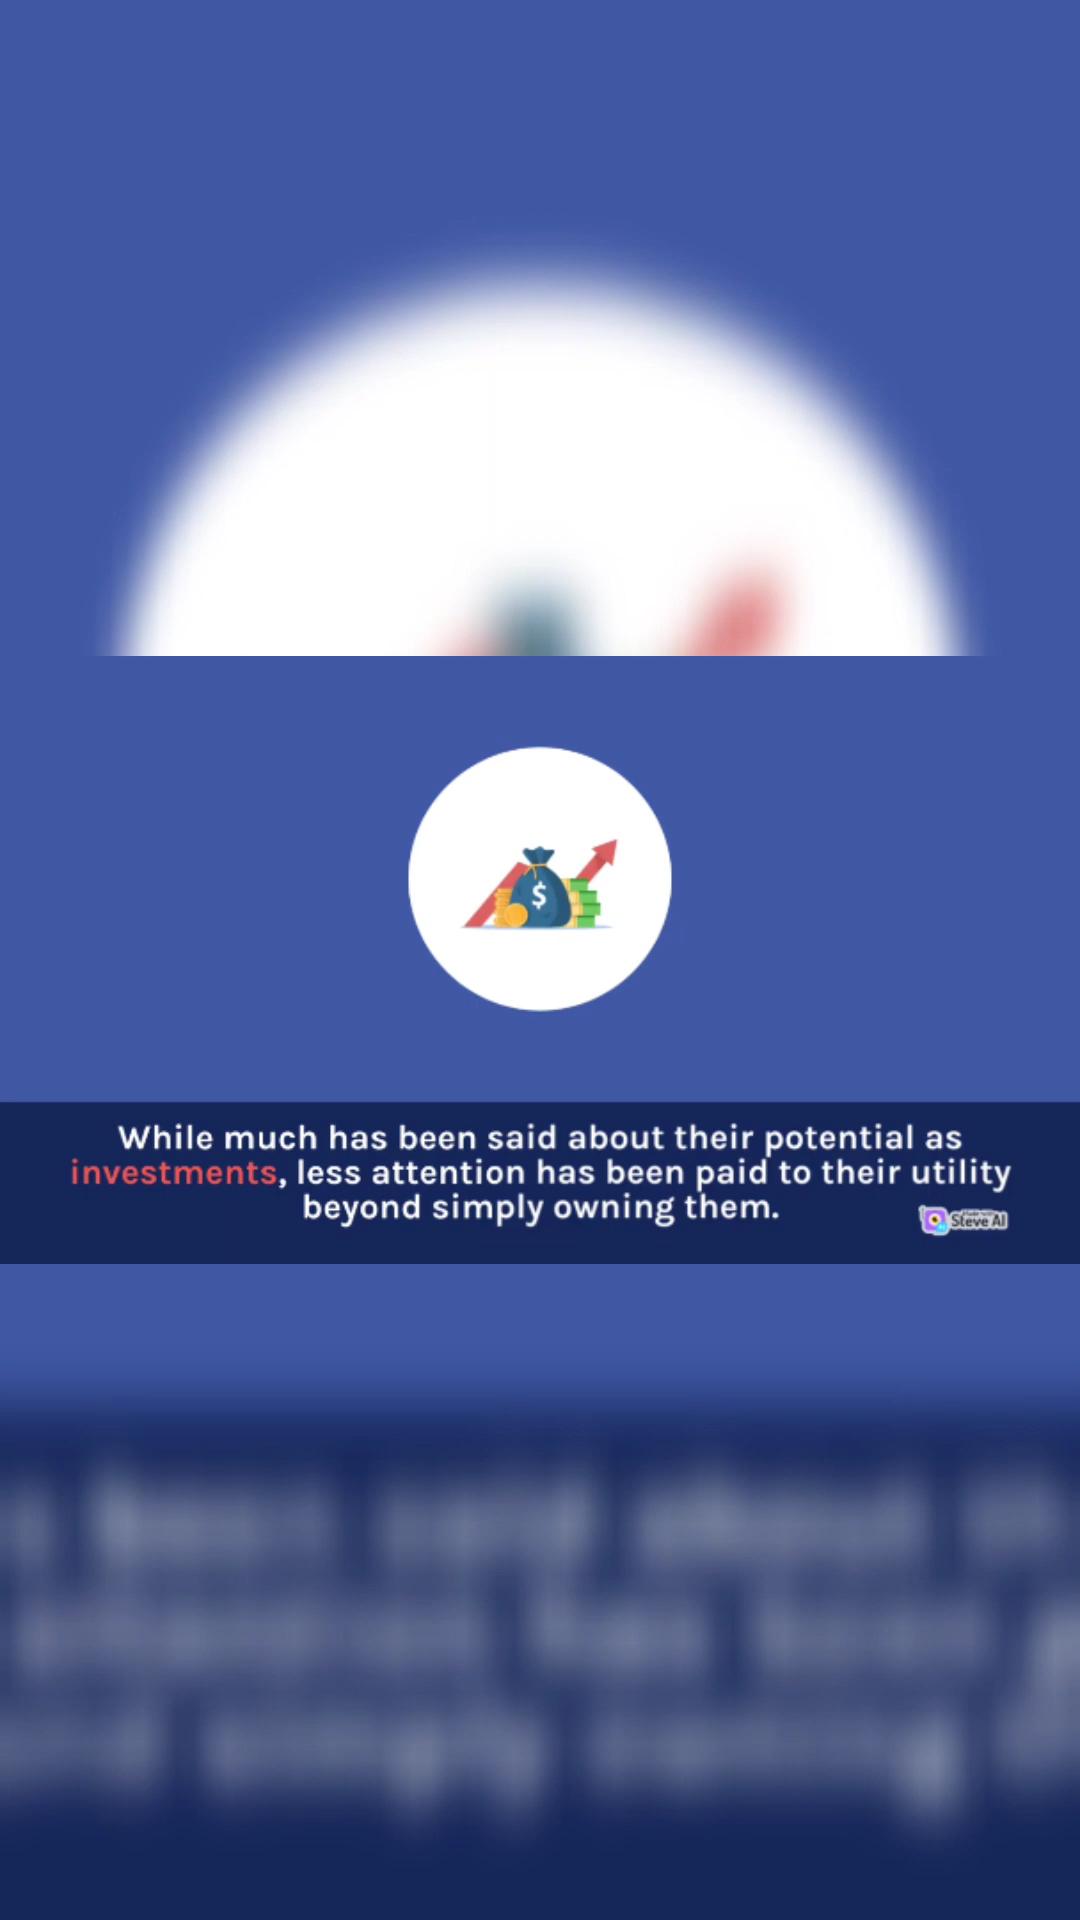 $
While much has been said about their potential as
investments, less attention has been paid to their utility
beyond simply owning them.
Steve AI